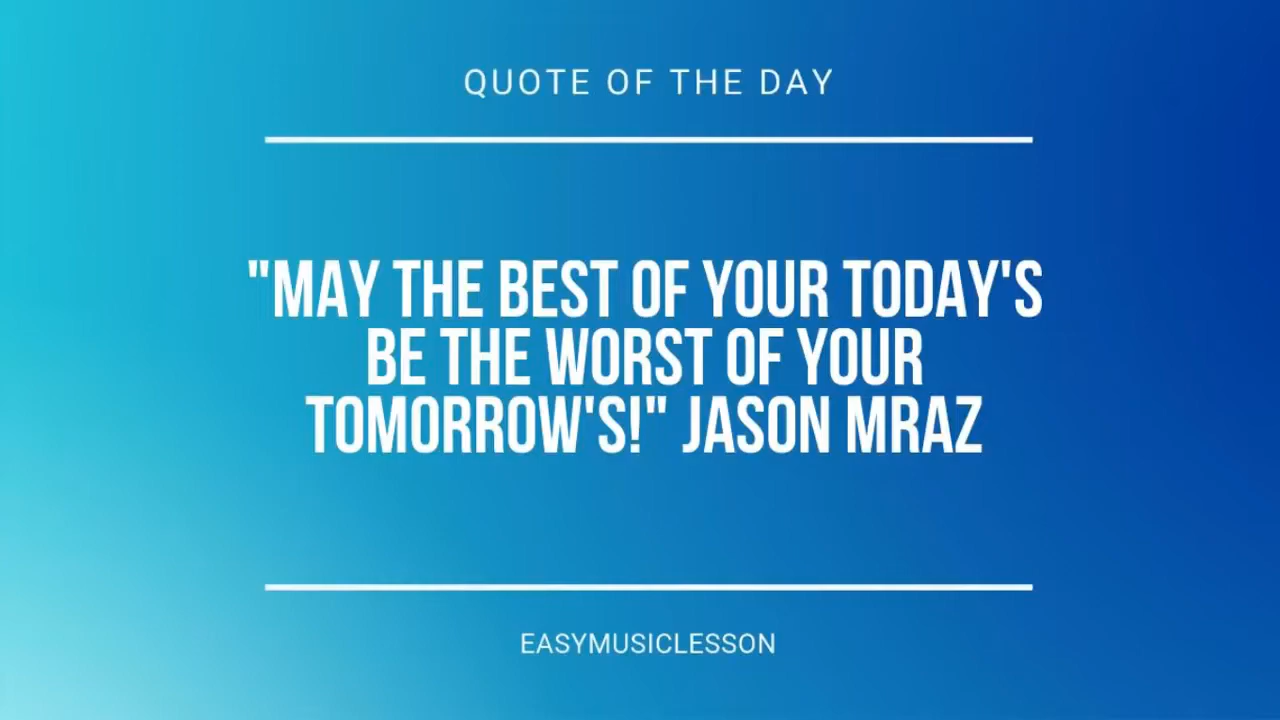 QUOTE OF THE DAY
"MAY THE BEST OF YOUR TODAY'S
BE THE WORST OF YOUR
TOMORROW'S!" JASON MRAZ
EASYMUSICLESSON